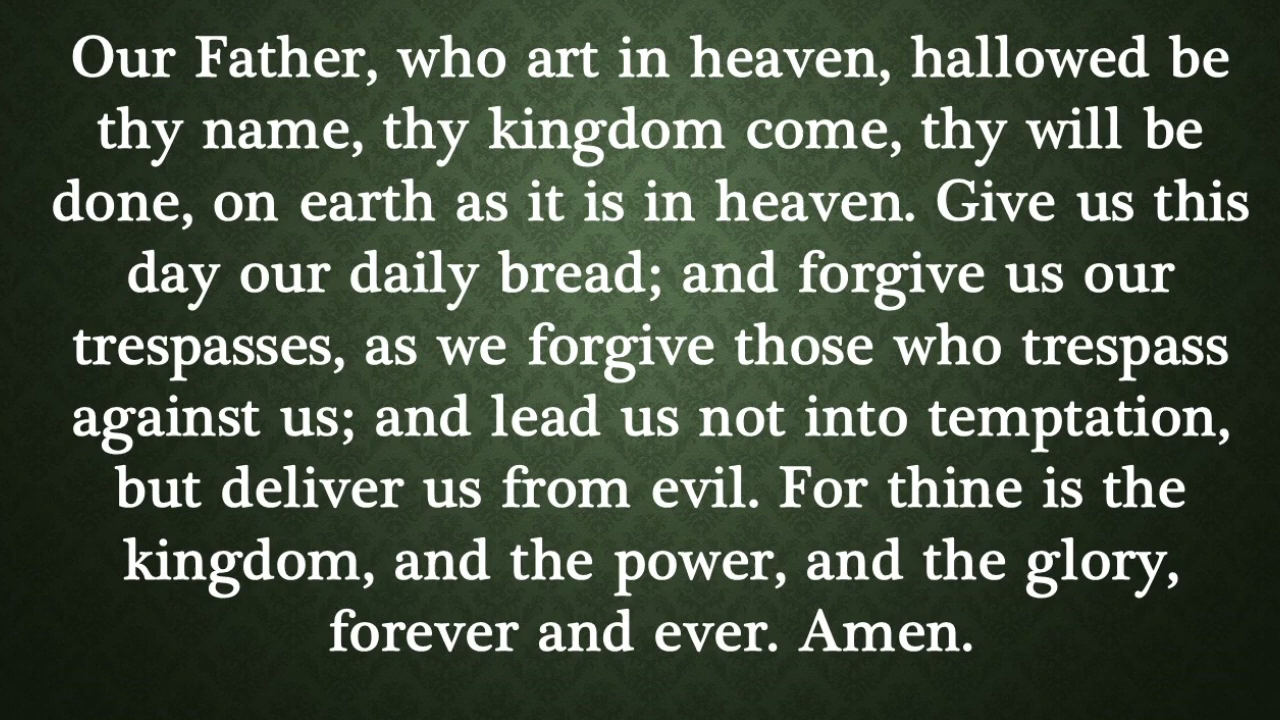 Our Father, who art in heaven, hallowed be
thy name, thy kingdom come, thy will be
done, on earth as it is in heaven. Give us this
day our daily bread; and forgive us our
trespasses, as we forgive those who trespass
against us; and lead us not into temptation,
but deliver us from evil. For thine is the
kingdom, and the power, and the glory,
forever and ever. Amen.